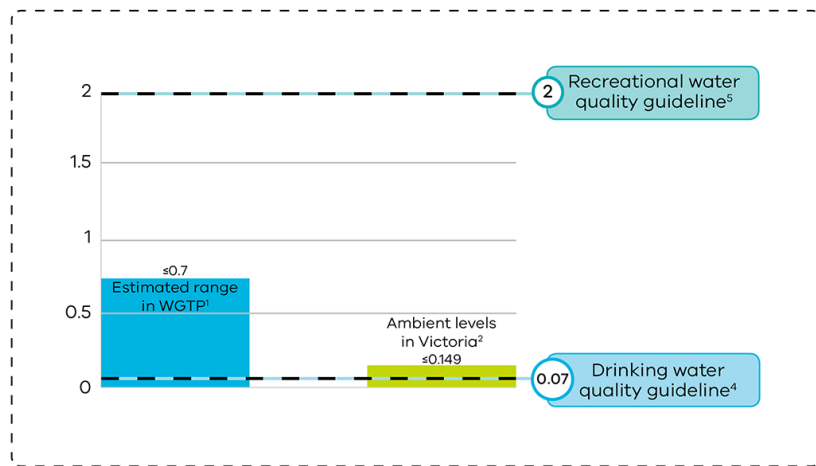 2
1.5
1
0.5
0
≤0.7
Estimated range
in WGTP¹
Ambient levels
in Victoria²
≤0.149
2
Recreational water
quality guideline⁵
0.07
Drinking water
quality guideline⁴